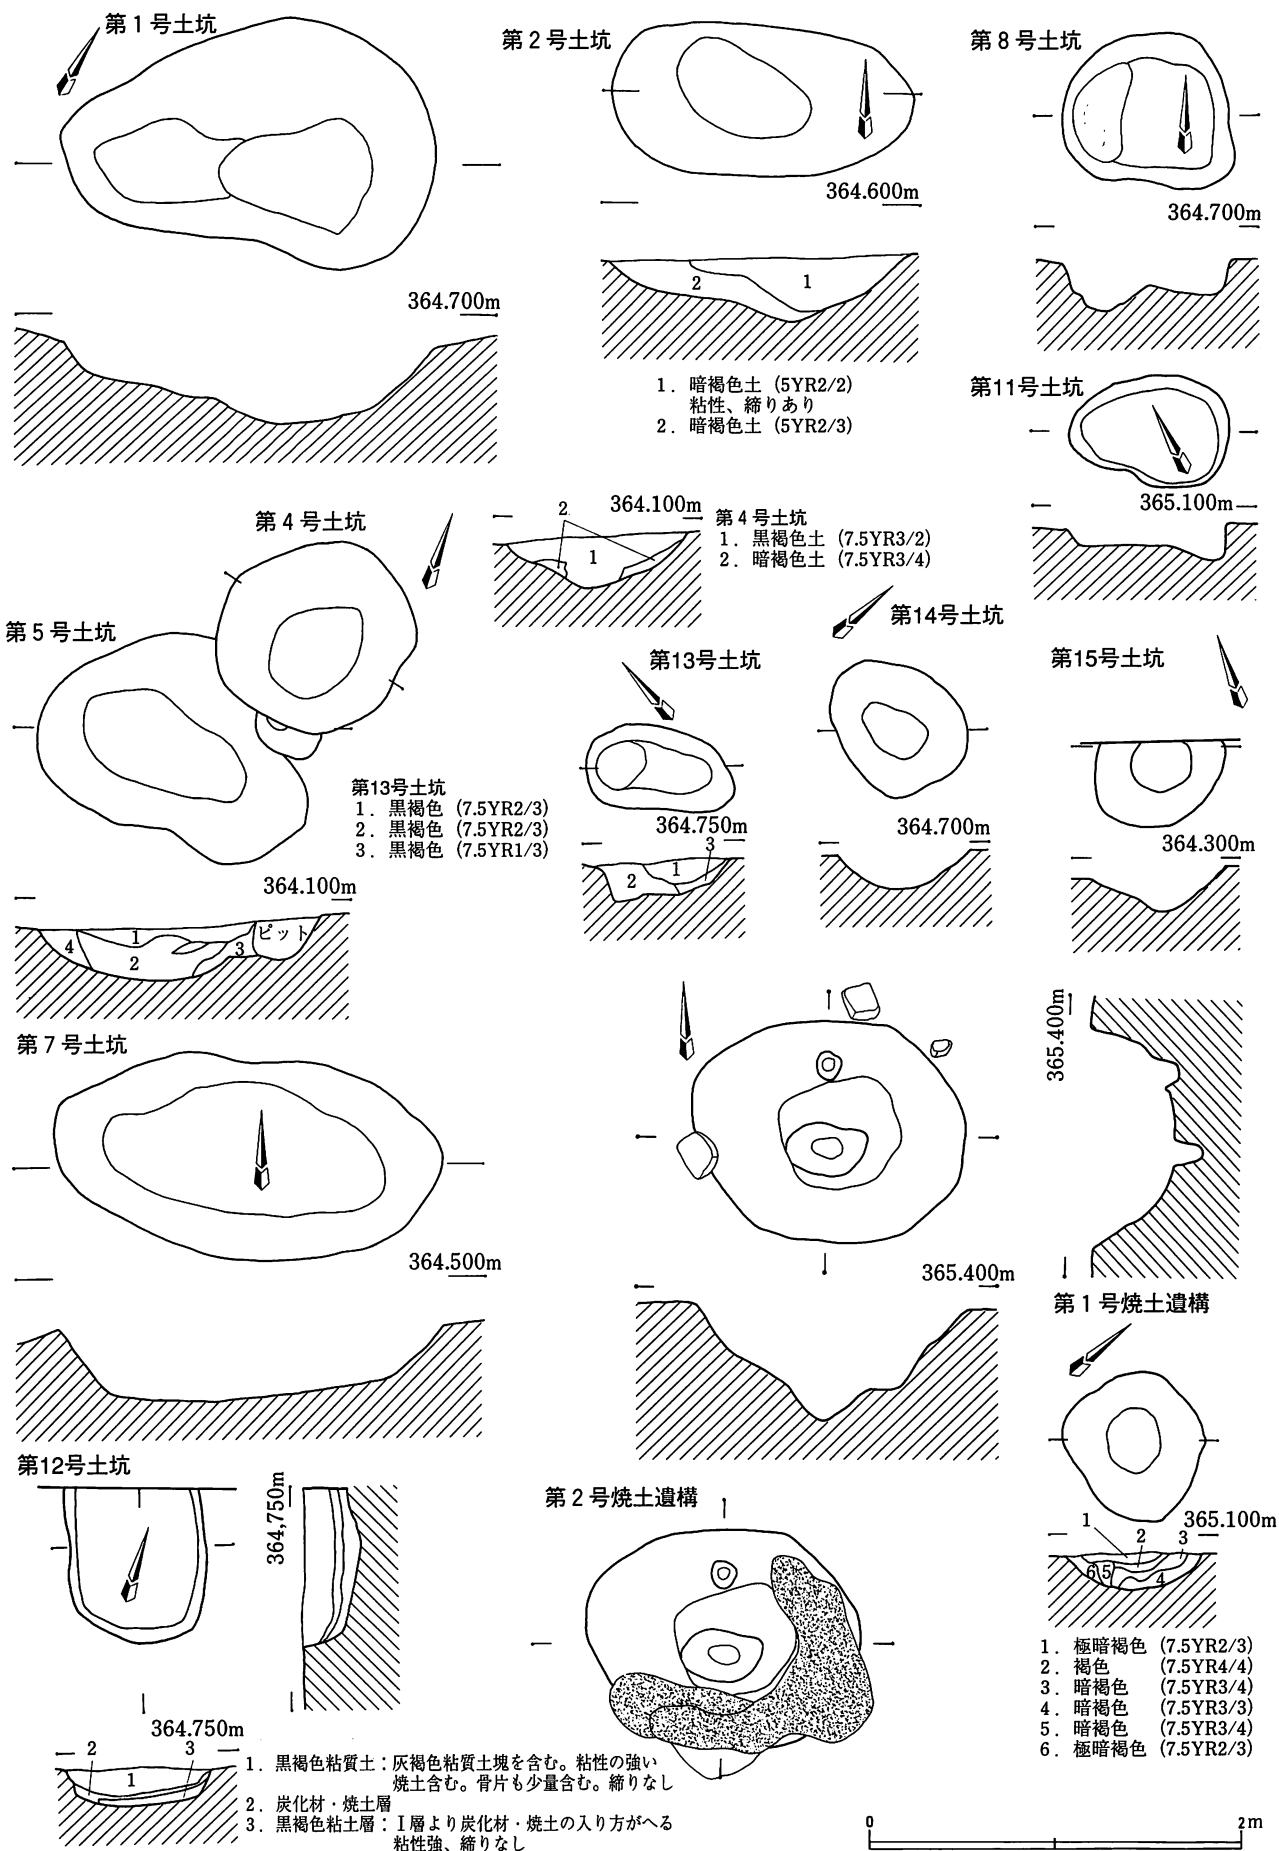 第1号土坑
364.700m
第2号土坑
364.600m
2
1
1. 暗褐色土 (5YR2/2)
粘性、締りあり
2. 暗褐色土 (5YR2/3)
第8号土坑
364.700m
第11号土坑
365.100m
第4号土坑
2
364.100m
1
第4号土坑
1. 黒褐色土 (7.5YR3/2)
2. 暗褐色土 (7.5YR3/4)
第5号土坑
364.100m
4
1
2
3
ピット
第13号土坑
1. 黒褐色 (7.5YR2/3)
2. 黒褐色 (7.5YR2/3)
3. 黒褐色 (7.5YR1/3)
第13号土坑
364.750m
3
1
2
第14号土坑
364.700m
第15号土坑
364.300m
第7号土坑
364.500m
365.400m
365.400m
第1号焼土遺構
365.100m
1
2
3
6
5
4
1. 極暗褐色 (7.5YR2/3)
2. 褐色 (7.5YR4/4)
3. 暗褐色 (7.5YR3/4)
4. 暗褐色 (7.5YR3/3)
5. 暗褐色 (7.5YR3/4)
6. 極暗褐色 (7.5YR2/3)
第12号土坑
364,750m
364.750m
2
3
1
1. 黒褐色粘質土：灰褐色粘質土塊を含む。粘性の強い
焼土含む。骨片も少量含む。締りなし
2. 炭化材・焼土層
3. 黒褐色粘土層：Ⅰ層より炭化材・焼土の入り方がへる
粘性強、締りなし
第2号焼土遺構
0
2m